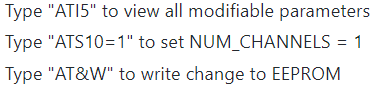 Type "ATI5" to view all modifiable parameters
Type "ATS10=1" to set NUM_CHANNELS = 1
Type "AT&W" to write change to EEPROM